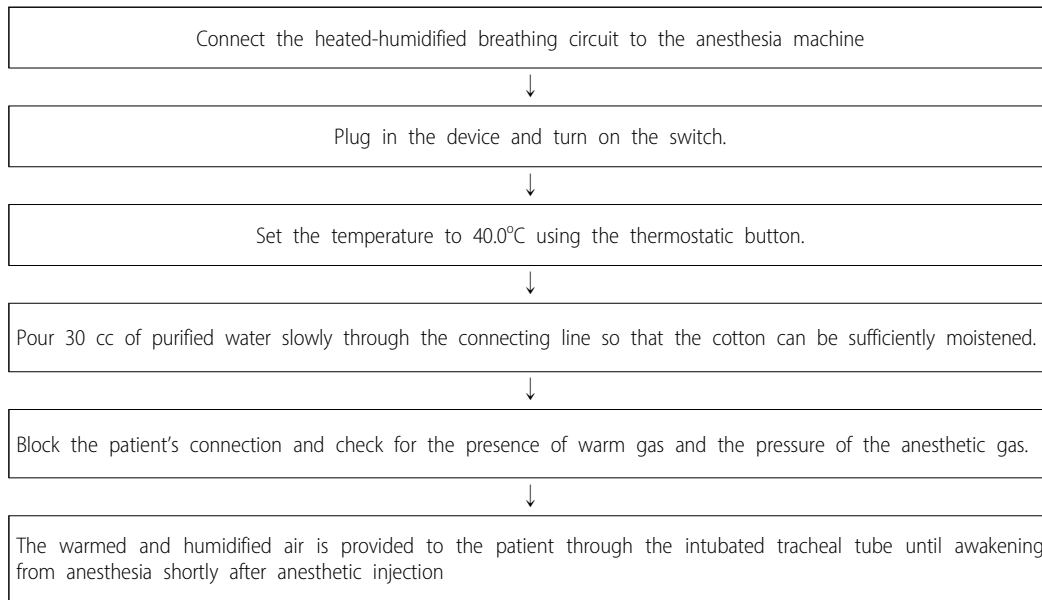 Connect the heated-humidified breathing circuit to the anesthesia machine
↓
Plug in the device and turn on the switch.
↓
Set the temperature to 40.0°C using the thermostatic button.
↓
Pour 30 cc of purified water slowly through the connecting line so that the cotton can be sufficiently moistened.
↓
Block the patient's connection and check for the presence of warm gas and the pressure of the anesthetic gas.
↓
The warmed and humidified air is provided to the patient through the intubated tracheal tube until awakening
from anesthesia shortly after anesthetic injection